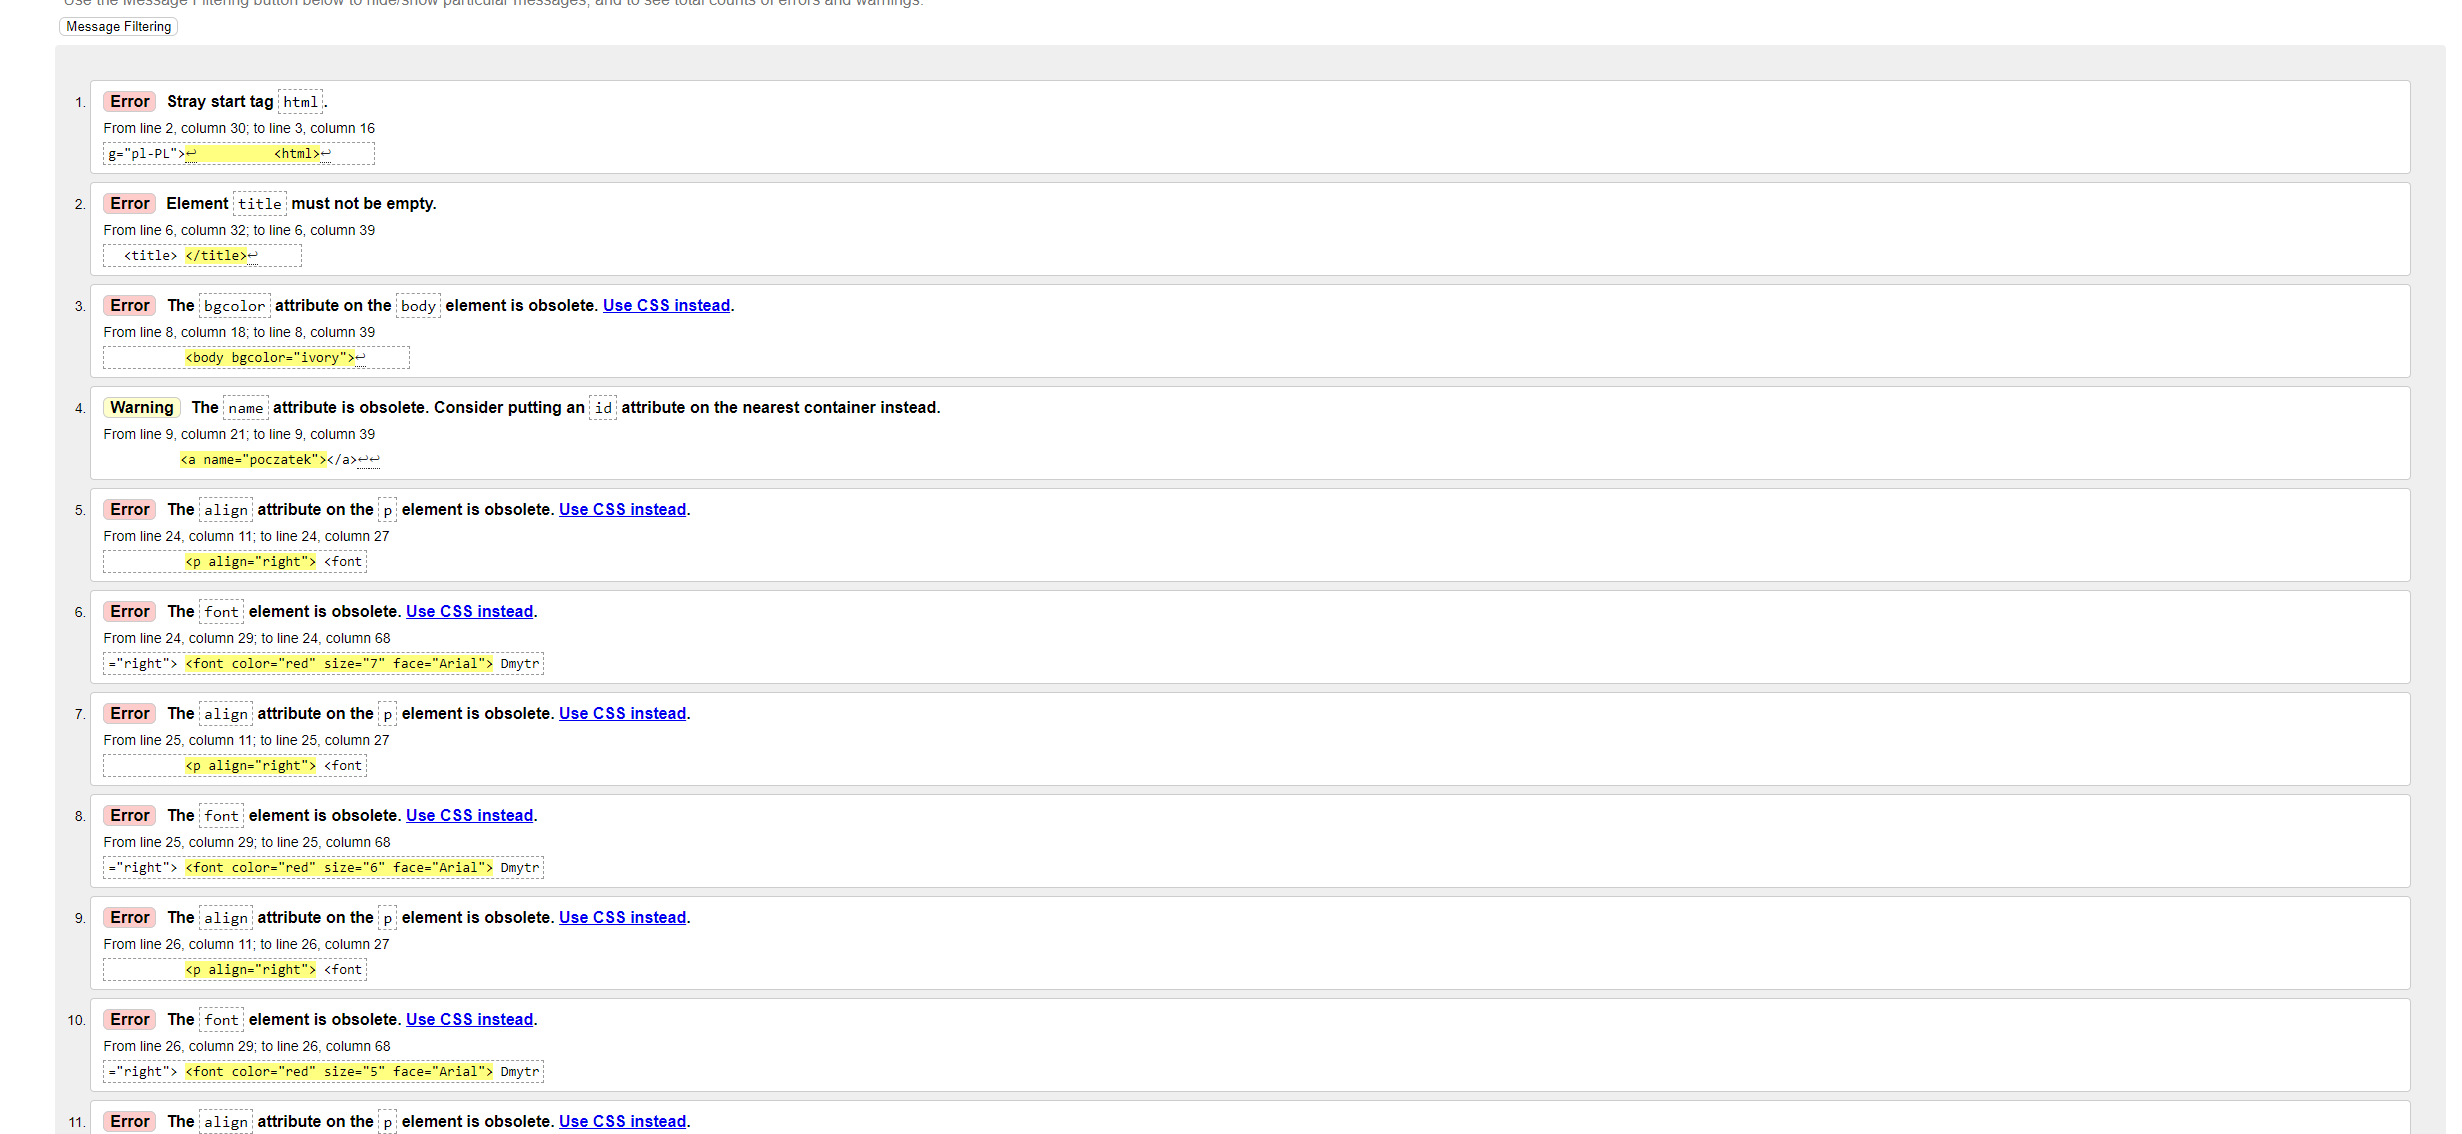 Use the Message Filtering button below to hide/show particular messages, and to see total counts of errors and warnings.
Message Filtering
1. Error Stray start tag html.
From line 2, column 30; to line 3, column 16
g="pl-PL">↩ <html>↩
2. Error Element title must not be empty.
From line 6, column 32; to line 6, column 39
<title> </title>↩
3. Error The bgcolor attribute on the body element is obsolete. Use CSS instead.
From line 8, column 18; to line 8, column 39
<body bgcolor="ivory">↩
4. Warning The name attribute is obsolete. Consider putting an id attribute on the nearest container instead.
From line 9, column 21; to line 9, column 39
<a name="poczatek"></a>↩↩
5. Error The align attribute on the p element is obsolete. Use CSS instead.
From line 24, column 11; to line 24, column 27
<p align="right"> <font
6. Error The font element is obsolete. Use CSS instead.
From line 24, column 29; to line 24, column 68
="right"> <font color="red" size="7" face="Arial"> Dmytr
7. Error The align attribute on the p element is obsolete. Use CSS instead.
From line 25, column 11; to line 25, column 27
<p align="right"> <font
8. Error The font element is obsolete. Use CSS instead.
From line 25, column 29; to line 25, column 68
="right"> <font color="red" size="6" face="Arial"> Dmytr
9. Error The align attribute on the p element is obsolete. Use CSS instead.
From line 26, column 11; to line 26, column 27
<p align="right"> <font
10. Error The font element is obsolete. Use CSS instead.
From line 26, column 29; to line 26, column 68
="right"> <font color="red" size="5" face="Arial"> Dmytr
11. Error The align attribute on the p element is obsolete. Use CSS instead.